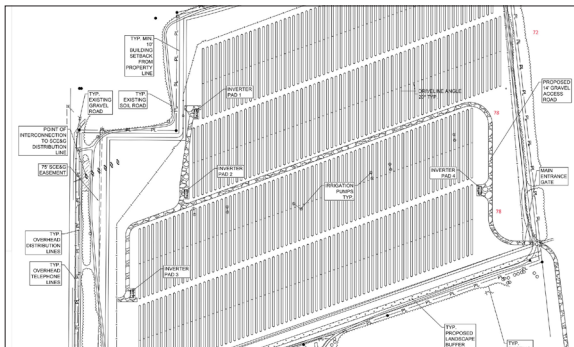 TYP. MIN.
10'
BUILDING
SETBACK
FROM
PROPERTY
LINE
72
TYP.
EXISTING
GRAVEL
ROAD
TYP.
EXISTING
SOIL ROAD
INVERTER
PAD 1
DRIVELINE ANGLE
20° TYP.
PROPOSED
14' GRAVEL
ACCESS
ROAD
POINT OF
INTERCONNECTION
TO SCE&G
DISTRIBUTION
LINE
75' SCE&G
EASEMENT
INVERTER
PAD 2
IRRIGATION
PUMPS
TYP.
INVERTER
PAD 4
MAIN
ENTRANCE
GATE
TYP.
OVERHEAD
DISTRIBUTION
LINES
TYP.
OVERHEAD
TELEPHONE
LINES
INVERTER
PAD 3
TYP.
PROPOSED
LANDSCAPE
BUFFER
TYP.